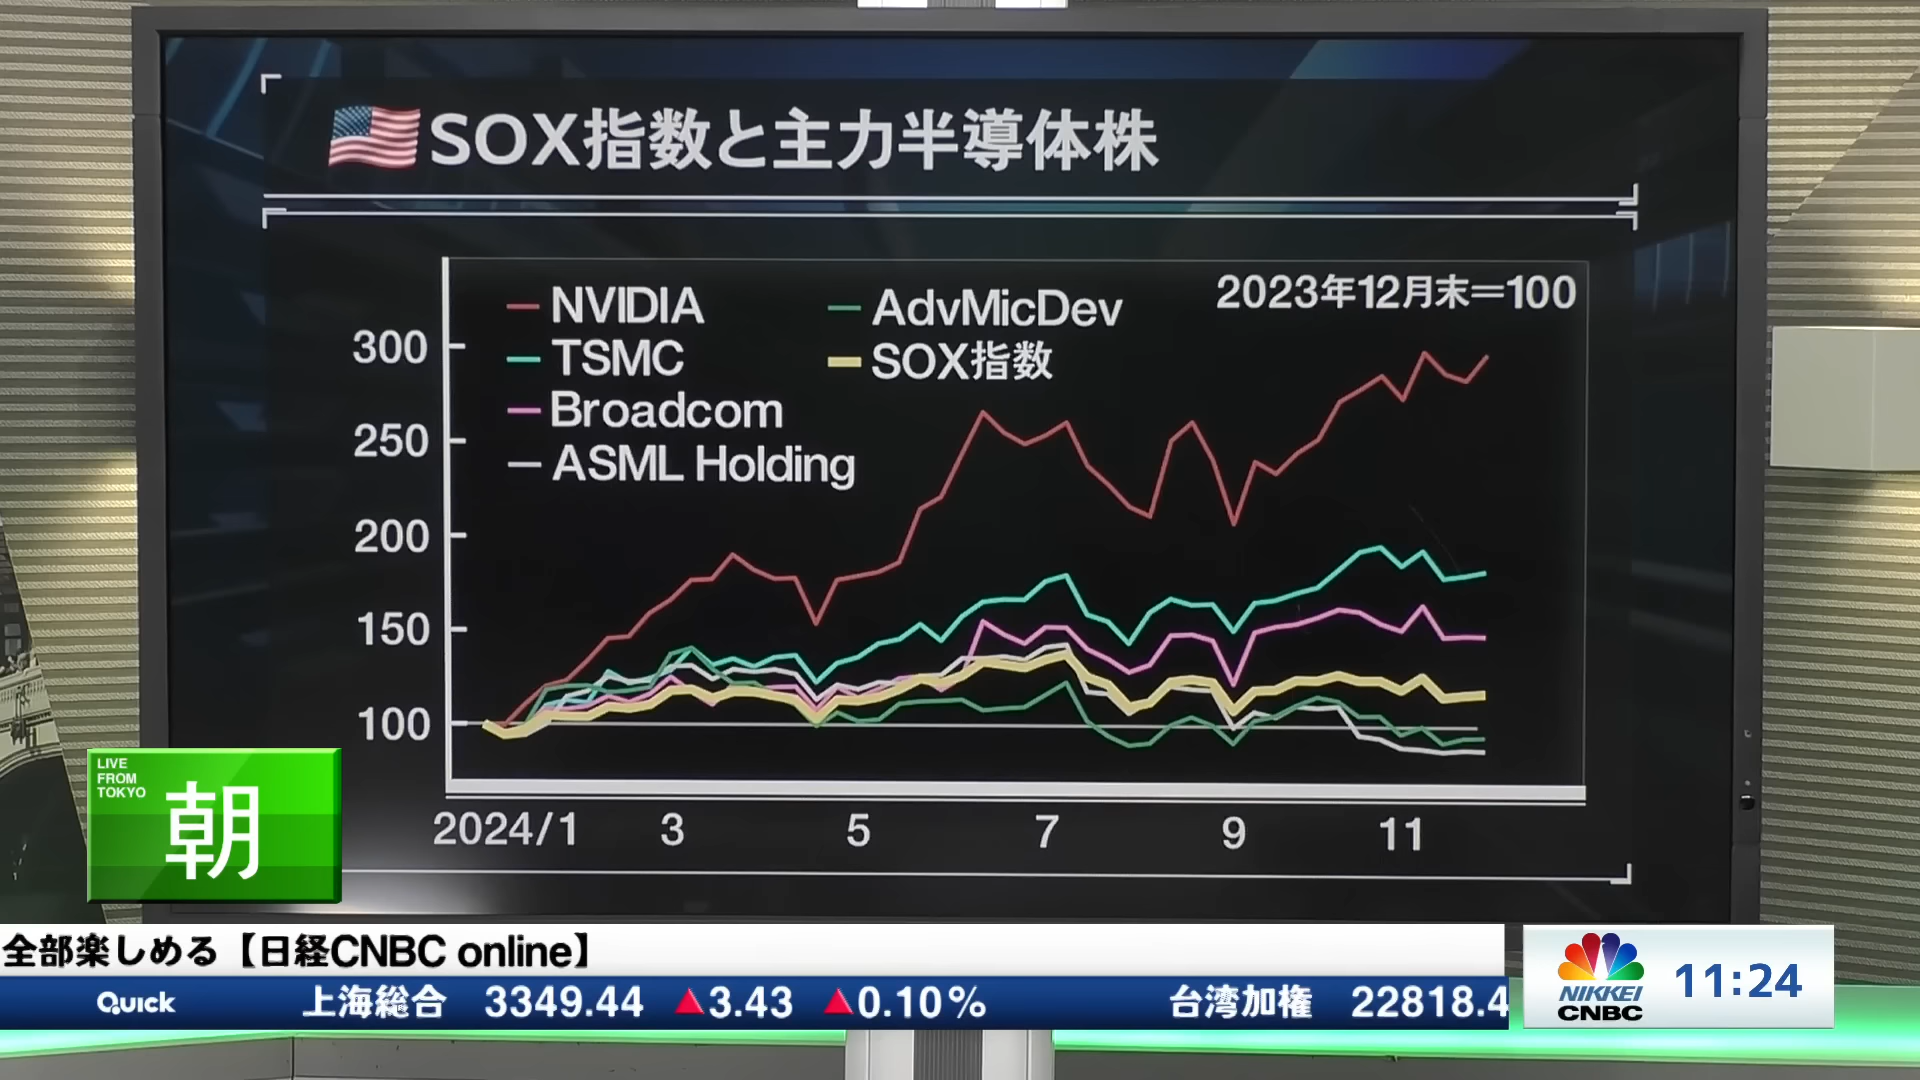 SOX指数と主力半導体株
2023年12月末=100
NVIDIA
TSMC
Broadcom
ASML Holding
AdvMicDev
SOX指数
300
250
200
150
100
2024/1 3 5 7 9 11
LIVE
FROM
TOKYO
朝
全部楽しめる【日経CNBC online】
QUICK 上海総合 3349.44 ▲3.43 ▲0.10% 台湾加権 22818.4
NIKKEI
CNBC
11:24